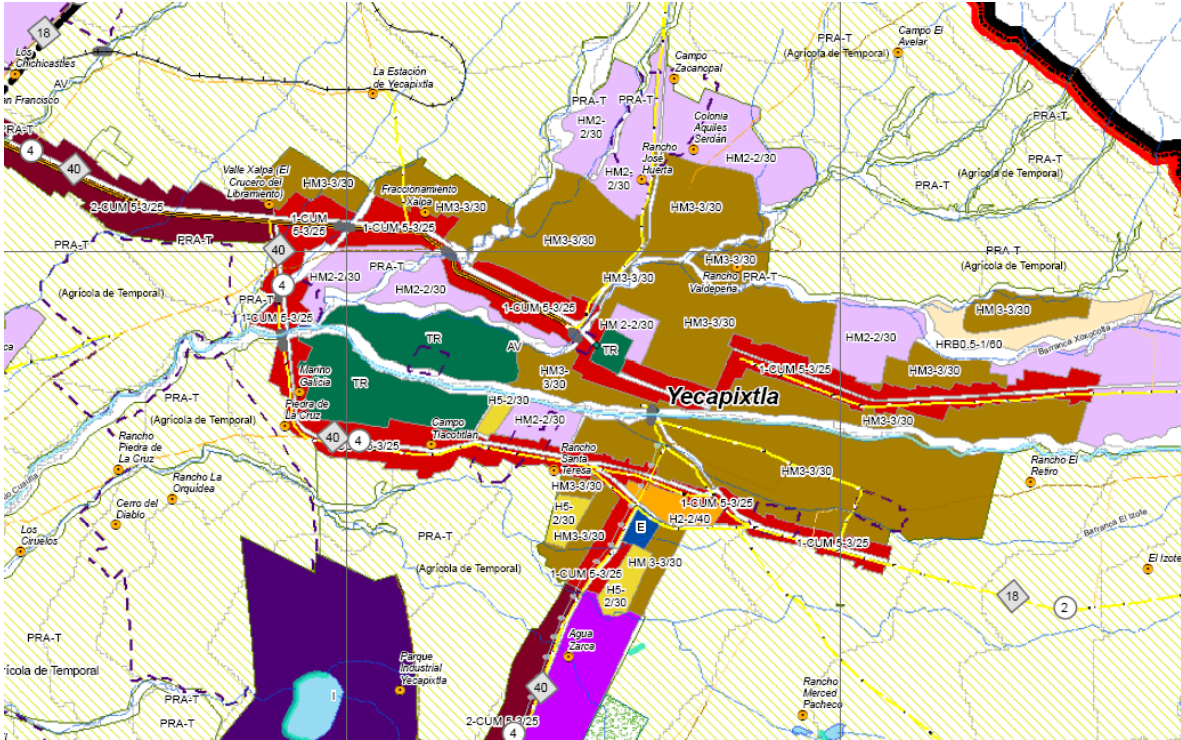 18
Los
Chichicastles
AV
an Francisco
PRA-T
4
40
La Estación
de Yecapixtla
Campo
Zacanopal
PRA-T
(Agrícola de Temporal)
Campo El
Avelar
PRA-T
PRA-T
HM2-
2/30
Colonia
Aquiles
Serdán
HM2-2/30
PRA-T
PRA-T
(Agrícola de Temporal)
PRA-T
Rancho
José
Huerta
HM2-
2/30
Valle Xalpa (El
Crucero del
Libramiento)
HM3-3/30
Fraccionamiento
Xalpa
HM3-3/30
HM3-3/30
2-CUM 5-3/25
1-CUM
5-3/25
1-CUM 5-3/25
PRA-T
PRA-T
40
HM3-3/30
PRA-T
(Agrícola de Temporal)
HM3-3/30
HM3-3/30
Rancho
Valdepeña
PRA-T
HM2-2/30
PRA-T
HM2-2/30
4
(Agrícola de Temporal)
PRA-T
1-CUM 5-3/25
1-CUM 5-3/25
HM 2-2/30
HM3-3/30
HM 3-3/30
HM2-2/30
HRB0.5-1/60
Barranca Xoxocotla
TR
AV
TR
HM3-
3/30
1-CUM 5-3/25
HM3-3/30
Manno
Galicia
TR
Yecapixtla
PRA-T
(Agrícola de Temporal)
Piedra de
La Cruz
H5-2/30
HM2-2/30
HM3-3/30
40
4
5-3/25
Campo
Tlacotitlan
Rancho
Piedra de
La Cruz
Rancho
Santa
Teresa
HM3-3/30
Rancho El
Retiro
Rancho La
Orquídea
HM3-3/30
Cerro del
Diablo
H5-
2/30
1-CUM 5-3/25
H2-2/40
Barranca El Izote
Los
Ciruelos
PRA-T
(Agrícola de Temporal)
HM3-3/30
E
1-CUM 5-3/25
HM 3-3/30
El Izote
1-CUM 5-3/25
H5-
2/30
18
2
PRA-T
PRA-T
Agua
Zarca
rícola de Temporal
Parque
Industrial
Yecapixtla
I
40
Rancho
Merced
Pacheco
PRA-T
PRA-T
2-CUM 5-3/25
4